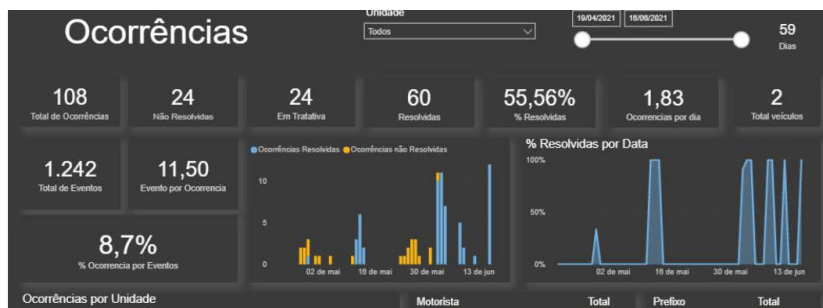 Ocorrências
Unidade
Todos
19/04/2021 16/06/2021
59
Dias
108
Total de Ocorrências
24
Não Resolvidas
24
Em Tratativa
60
Resolvidas
55,56%
% Resolvidas
1,83
Ocorrencias por dia
2
Total veículos
1.242
Total de Eventos
11,50
Evento por Ocorrencia
8,7%
% Ocorrencia por Eventos
Ocorrências Resolvidas Ocorrências não Resolvidas
10
5
0
02 de mai 16 de mai 30 de mai 13 de jun
% Resolvidas por Data
100%
50%
0%
02 de mai 16 de mai 30 de mai 13 de jun
Ocorrências por Unidade
Motorista Total
Prefixo Total